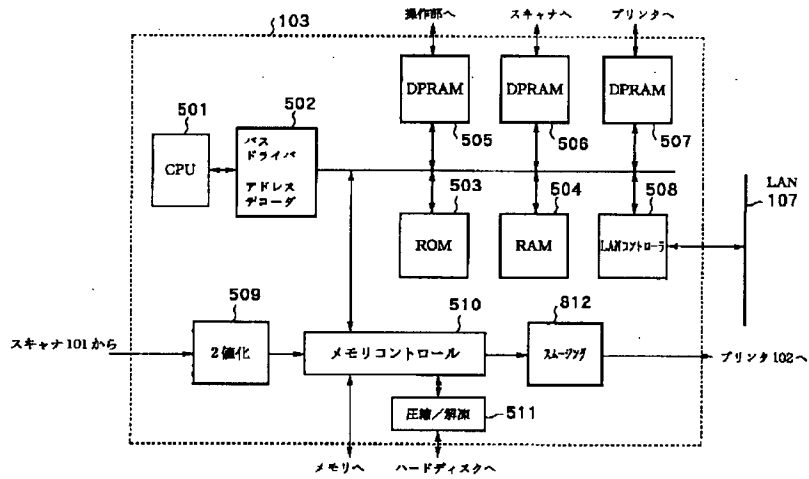 操作部へ
スキャナへ
プリンタへ
103
DPRAM
DPRAM
DPRAM
501
502
505
506
507
CPU
バス
ドライバ
アドレス
デコーダ
503
504
508
LAN
107
ROM
RAM
LANコントローラ
509
510
812
スキャナ101から
2値化
メモリコントロール
スムージング
プリンタ102へ
圧縮/解凍
511
メモリへ
ハードディスクへ